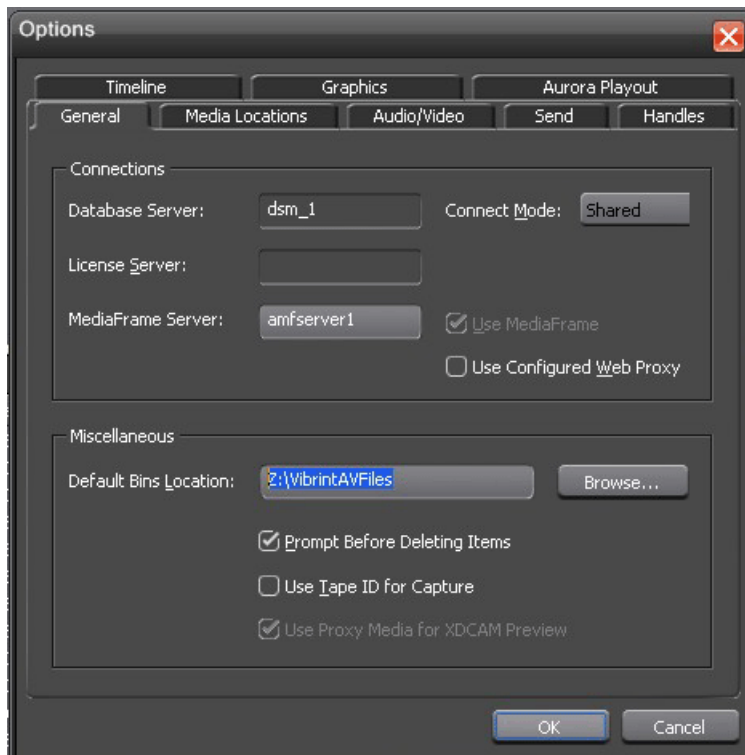 Options
Timeline Graphics Aurora Playout
General Media Locations Audio/Video Send Handles
Connections
Database Server: dsm_1 Connect Mode: Shared
License Server:
MediaFrame Server: amfserver1 Use MediaFrame
Use Configured Web Proxy
Miscellaneous
Default Bins Location: Z:\VibrintAVFiles Browse...
Prompt Before Deleting Items
Use Tape ID for Capture
Use Proxy Media for XDCAM Preview
OK Cancel